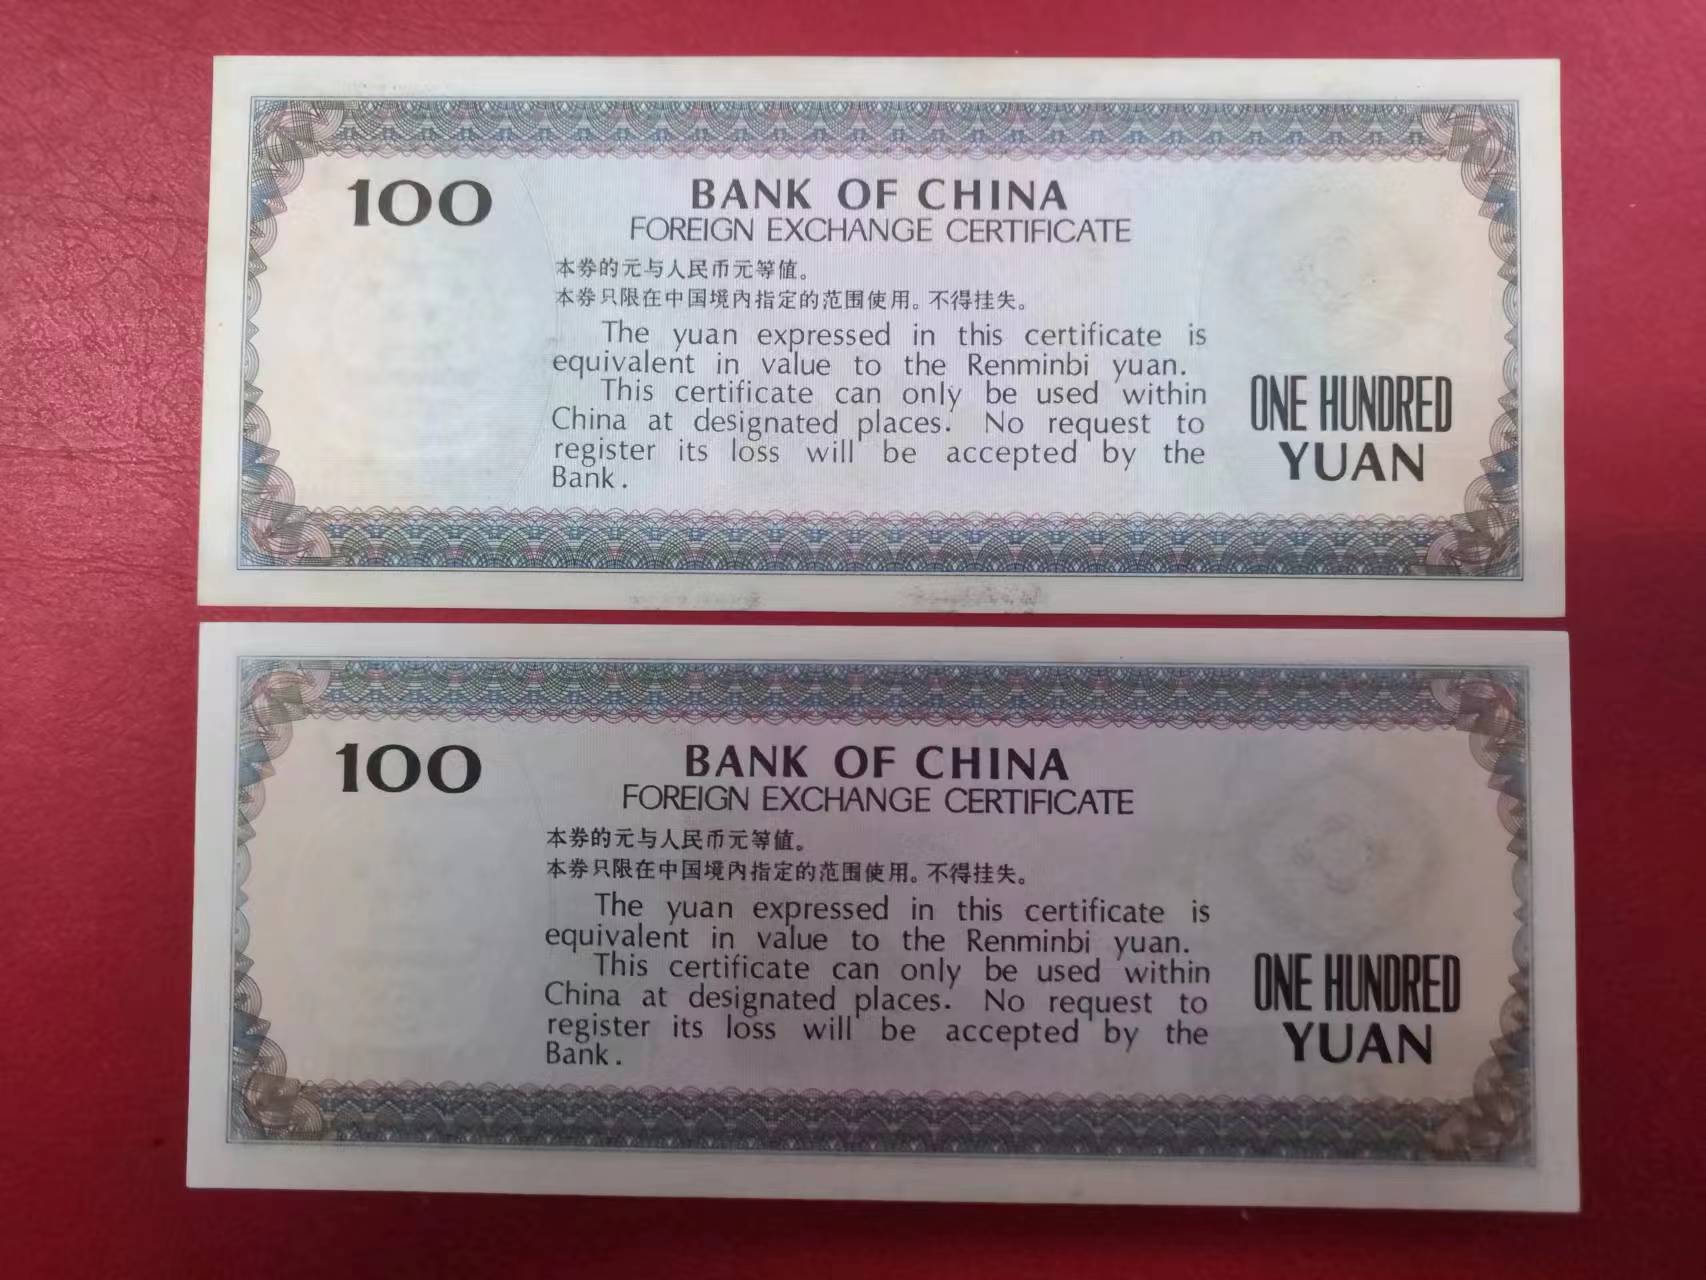 100
BANK OF CHINA
FOREIGN EXCHANGE CERTIFICATE
本券的元与人民币元等值。
本券只限在中国境内指定的范围使用。不得挂失。
The yuan expressed in this certificate is
equivalent in value to the Renminbi yuan.
This certificate can only be used within
China at designated places. No request to
register its loss will be accepted by the
Bank.
ONE HUNDRED
YUAN
100
BANK OF CHINA
FOREIGN EXCHANGE CERTIFICATE
本券的元与人民币元等值。
本券只限在中国境内指定的范围使用。不得挂失。
The yuan expressed in this certificate is
equivalent in value to the Renminbi yuan.
This certificate can only be used within
China at designated places. No request to
register its loss will be accepted by the
Bank.
ONE HUNDRED
YUAN